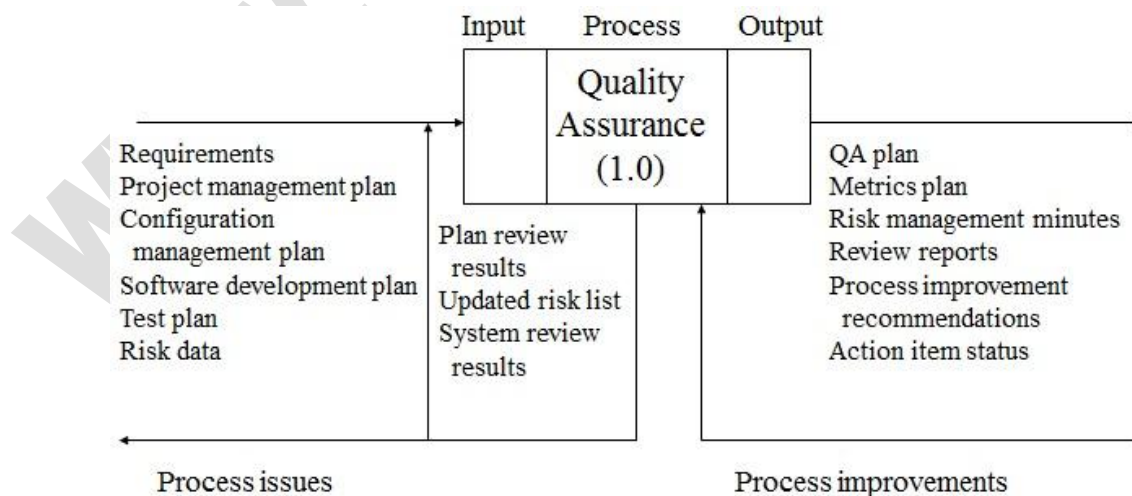 Input Process Output
Quality
Assurance
(1.0)
Requirements
Project management plan
Configuration
management plan
Software development plan
Test plan
Risk data
Plan review
results
Updated risk list
System review
results
QA plan
Metrics plan
Risk management minutes
Review reports
Process improvement
recommendations
Action item status
Process issues
Process improvements